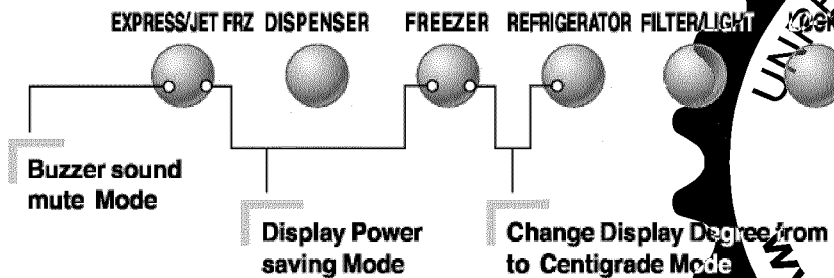 EXPRESS/JET FRZ DISPENSER FREEZER REFRIGERATOR FILTER/LIGHT
Buzzer sound
mute Mode
Display Power
saving Mode
Change Display Degree from
to Centigrade Mode